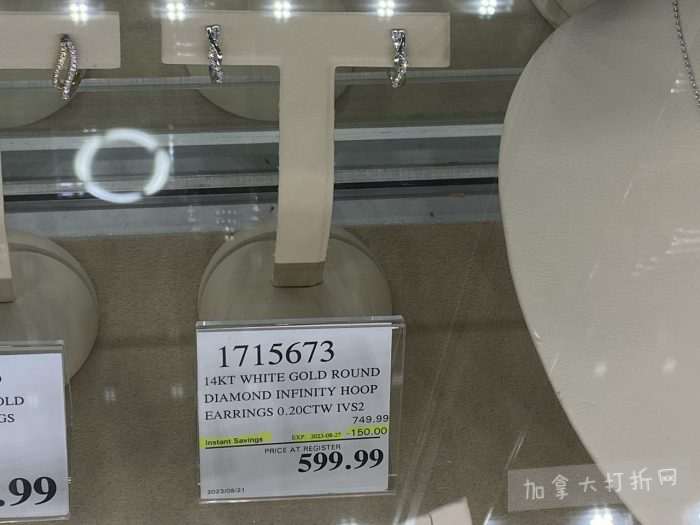 1715673
14KT WHITE GOLD ROUND
DIAMOND INFINITY HOOP
EARRINGS 0.20CTW IVS2
749.99
Instant Savings EXP. 2023-08-27 -150.00
PRICE AT REGISTER
599.99
2023/08/21
OLD
GS
.99
加拿大打折网